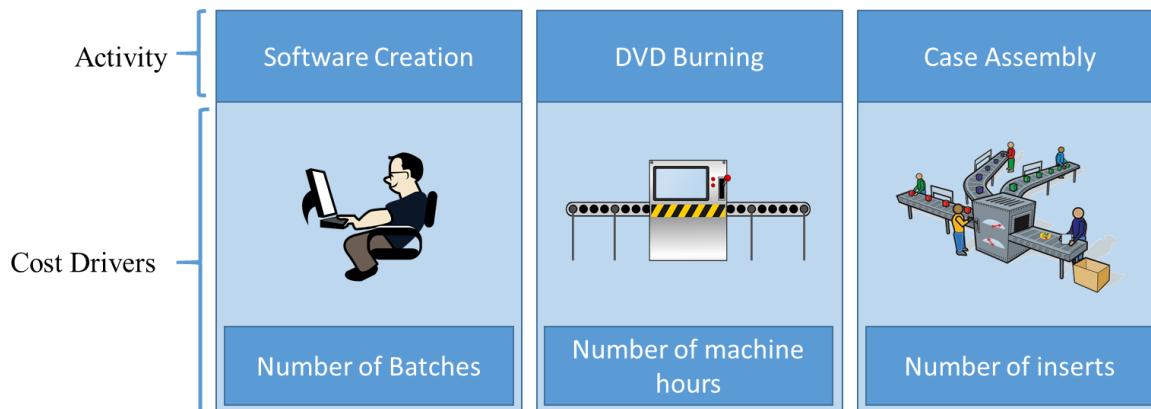 Activity
Software Creation
DVD Burning
Case Assembly
Cost Drivers
Number of Batches
Number of machine
hours
Number of inserts